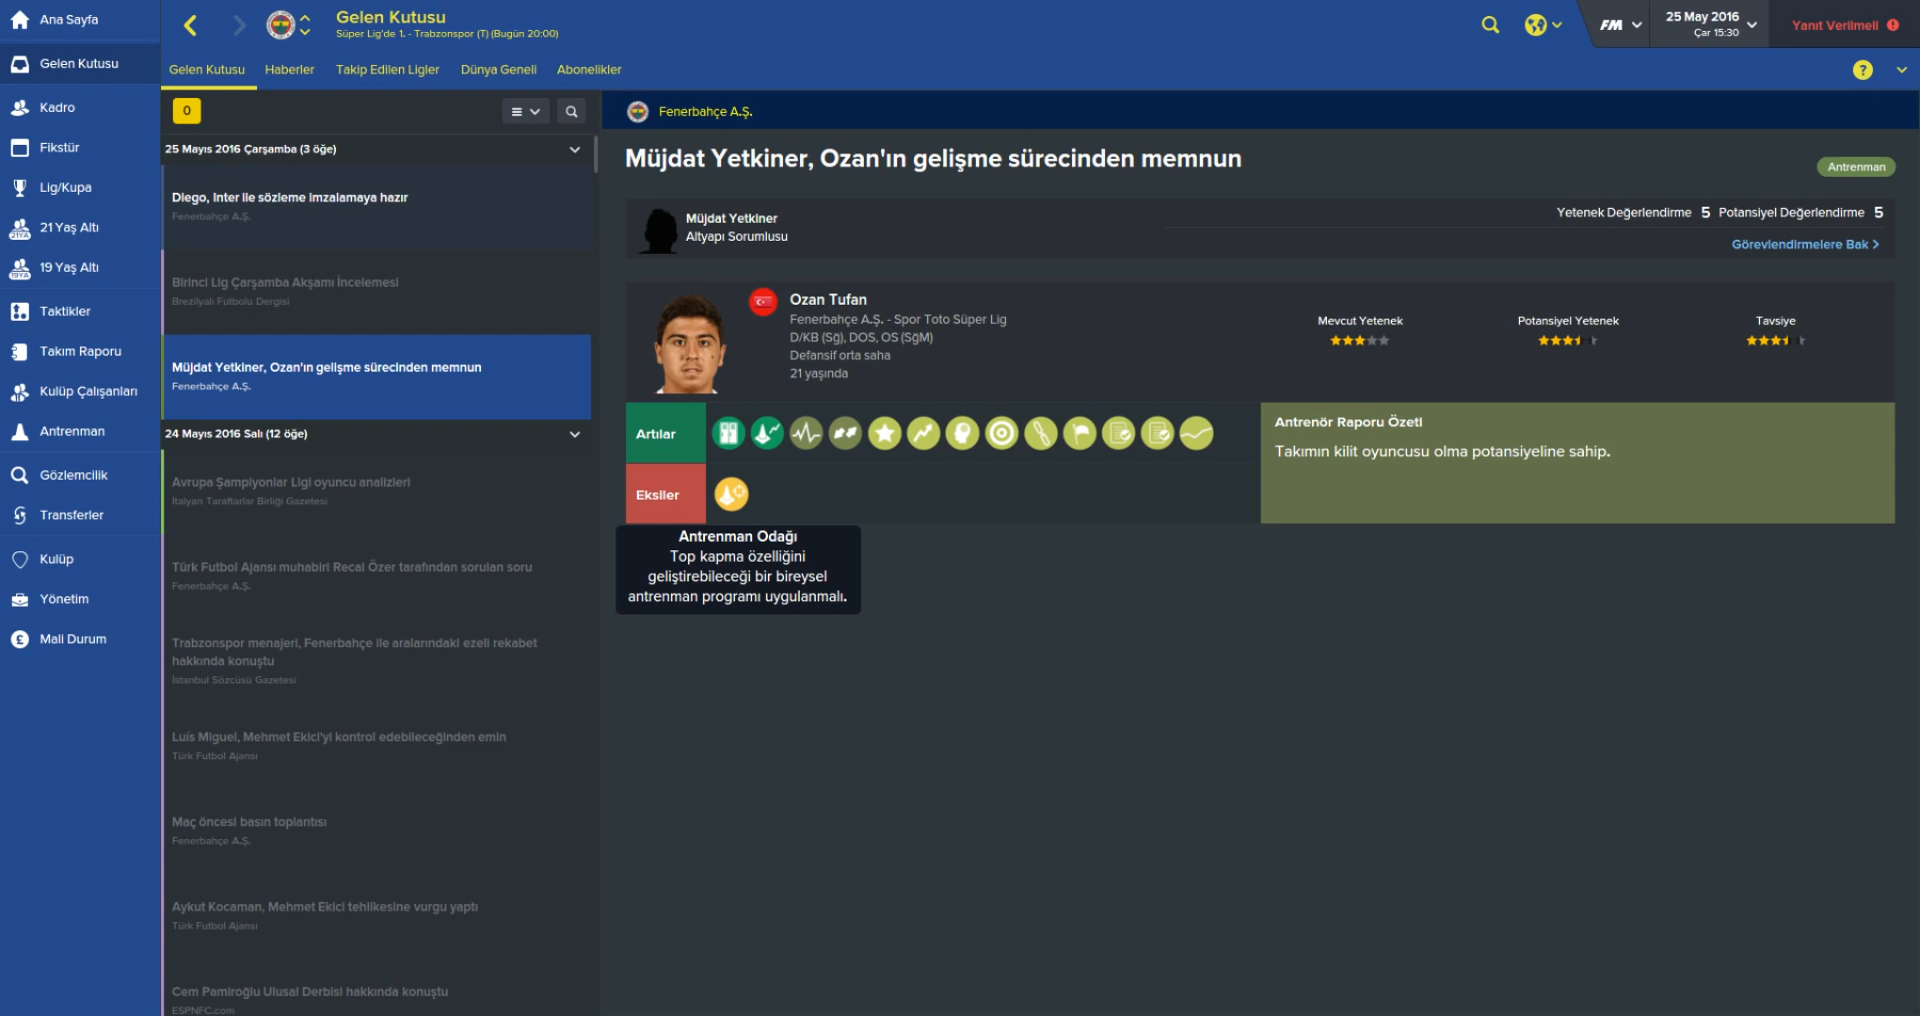 Ana Sayfa
Gelen Kutusu
Kadro
Fikstür
Lig/Kupa
21 Yaş Altı
19 Yaş Altı
Taktikler
Takım Raporu
Kulüp Çalışanları
Antrenman
Gözlemcilik
Transferler
Kulüp
Yönetim
Mali Durum
Gelen Kutusu
Süper Lig'de 1. - Trabzonspor (T) (Bugün 20:00)
FM
25 May 2016
Çar 15:30
Yanıt Verilmeli
Gelen Kutusu Haberler Takip Edilen Ligler Dünya Geneli Abonelikler
?
0
25 Mayıs 2016 Çarşamba (3 öğe)
Diego, Inter ile sözleme imzalamaya hazır
Fenerbahçe A.Ş.
Birinci Lig Çarşamba Akşamı İncelemesi
Brezilyalı Futbolu Dergisi
Müjdat Yetkiner, Ozan'ın gelişme sürecinden memnun
Fenerbahçe A.Ş.
24 Mayıs 2016 Salı (12 öğe)
Avrupa Şampiyonlar Ligi oyuncu analizleri
İtalyan Taraftarlar Birliği Gazetesi
Türk Futbol Ajansı muhabiri Recai Özer tarafından sorulan soru
Fenerbahçe A.Ş.
Trabzonspor menajeri, Fenerbahçe ile aralarındaki ezeli rekabet
hakkında konuştu
İstanbul Sözcüsü Gazetesi
Luís Miguel, Mehmet Ekici'yi kontrol edebileceğinden emin
Türk Futbol Ajansı
Maç öncesi basın toplantısı
Fenerbahçe A.Ş.
Aykut Kocaman, Mehmet Ekici tehlikesine vurgu yaptı
Türk Futbol Ajansı
Cem Pamiroğlu Ulusal Derbisi hakkında konuştu
ESPNFC.com
Fenerbahçe A.Ş.
Müjdat Yetkiner, Ozan'ın gelişme sürecinden memnun
Antrenman
Müjdat Yetkiner
Altyapı Sorumlusu
Yetenek Değerlendirme 5 Potansiyel Değerlendirme 5
Görevlendirmelere Bak >
Ozan Tufan
Fenerbahçe A.Ş. - Spor Toto Süper Lig
D/KB (Sğ), DOS, OS (SğM)
Defansif orta saha
21 yaşında
Mevcut Yetenek
Potansiyel Yetenek
Tavsiye
Artılar
Eksiler
Antrenör Raporu Özeti
Takımın kilit oyuncusu olma potansiyeline sahip.
Antrenman Odağı
Top kapma özelliğini
geliştirebileceği bir bireysel
antrenman programı uygulanmalı.